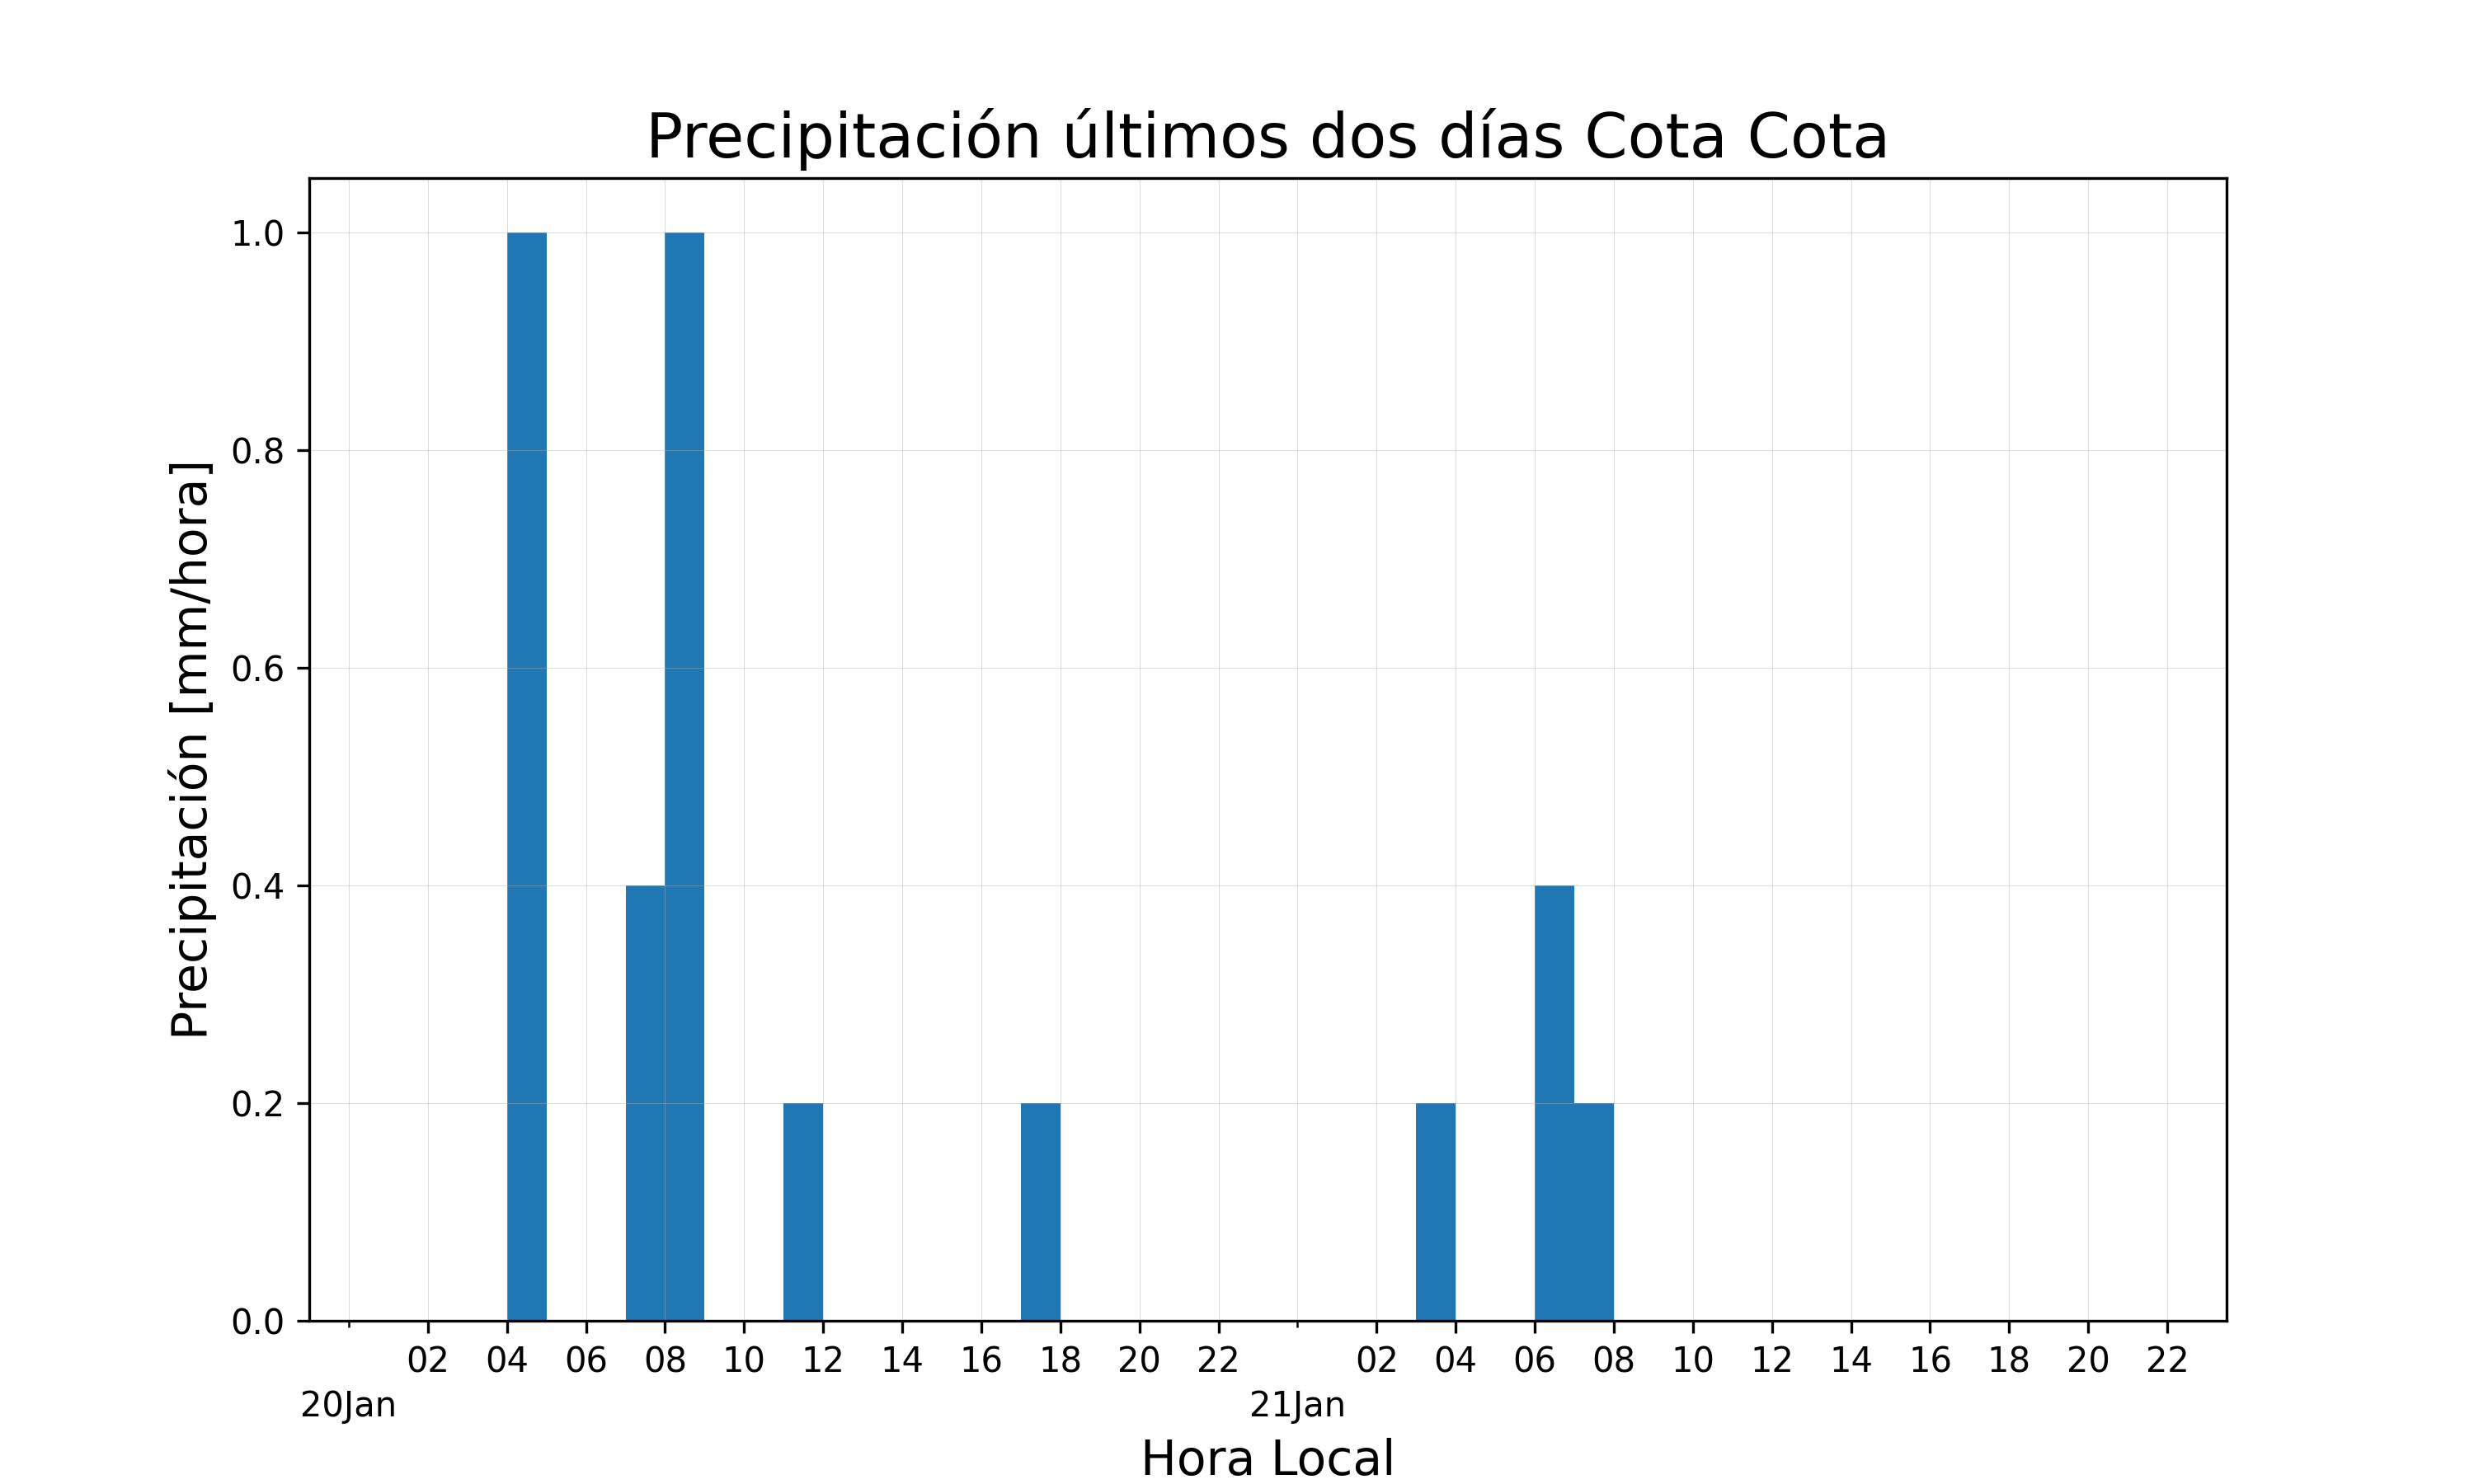 Precipitación últimos dos días Cota Cota
Precipitación [mm/hora]
1.0
0.8
0.6
0.4
0.2
0.0
02 04 06 08 10 12 14 16 18 20 22 02 04 06 08 10 12 14 16 18 20 22
20Jan 21Jan
Hora Local